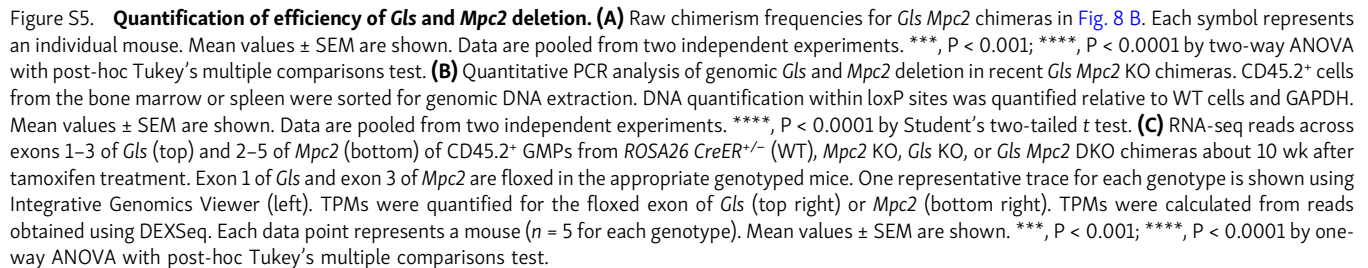 Figure S5. Quantification of efficiency of Gls and Mpc2 deletion. (A) Raw chimerism frequencies for Gls Mpc2 chimeras in Fig. 8 B. Each symbol represents
an individual mouse. Mean values ± SEM are shown. Data are pooled from two independent experiments. ***, P < 0.001; ****, P < 0.0001 by two-way ANOVA
with post-hoc Tukey's multiple comparisons test. (B) Quantitative PCR analysis of genomic Gls and Mpc2 deletion in recent Gls Mpc2 KO chimeras. CD45.2⁺ cells
from the bone marrow or spleen were sorted for genomic DNA extraction. DNA quantification within loxP sites was quantified relative to WT cells and GAPDH.
Mean values ± SEM are shown. Data are pooled from two independent experiments. ****, P < 0.0001 by Student's two-tailed t test. (C) RNA-seq reads across
exons 1–3 of Gls (top) and 2–5 of Mpc2 (bottom) of CD45.2⁺ GMPs from ROSA26 CreER⁺/⁻ (WT), Mpc2 KO, Gls KO, or Gls Mpc2 DKO chimeras about 10 wk after
tamoxifen treatment. Exon 1 of Gls and exon 3 of Mpc2 are floxed in the appropriate genotyped mice. One representative trace for each genotype is shown using
Integrative Genomics Viewer (left). TPMs were quantified for the floxed exon of Gls (top right) or Mpc2 (bottom right). TPMs were calculated from reads
obtained using DEXSeq. Each data point represents a mouse (n = 5 for each genotype). Mean values ± SEM are shown. ***, P < 0.001; ****, P < 0.0001 by one-
way ANOVA with post-hoc Tukey's multiple comparisons test.